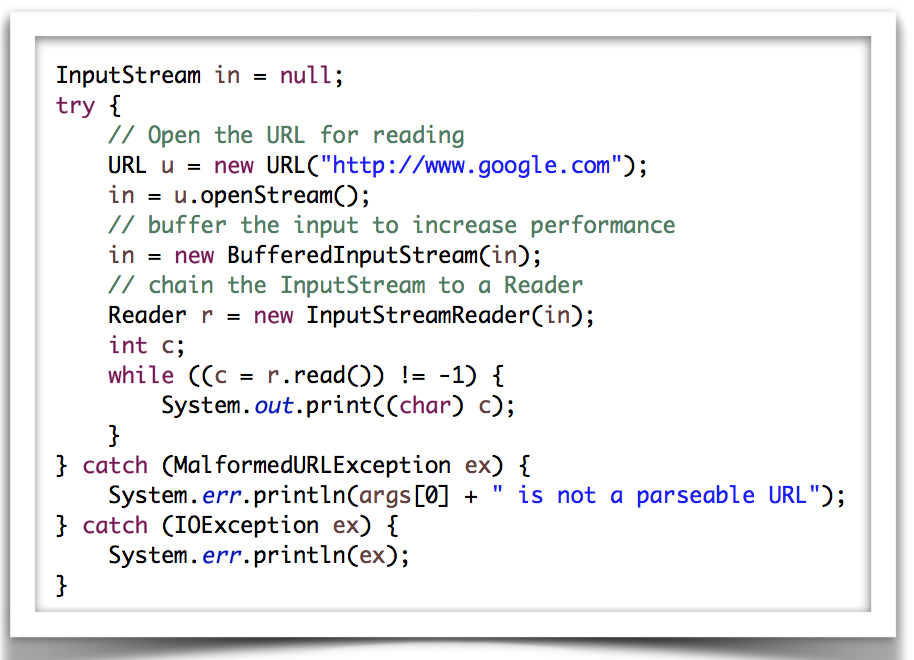 InputStream in = null;
try {
    // Open the URL for reading
    URL u = new URL("http://www.google.com");
    in = u.openStream();
    // buffer the input to increase performance
    in = new BufferedInputStream(in);
    // chain the InputStream to a Reader
    Reader r = new InputStreamReader(in);
    int c;
    while ((c = r.read()) != -1) {
        System.out.print((char) c);
    }
} catch (MalformedURLException ex) {
    System.err.println(args[0] + " is not a parseable URL");
} catch (IOException ex) {
    System.err.println(ex);
}